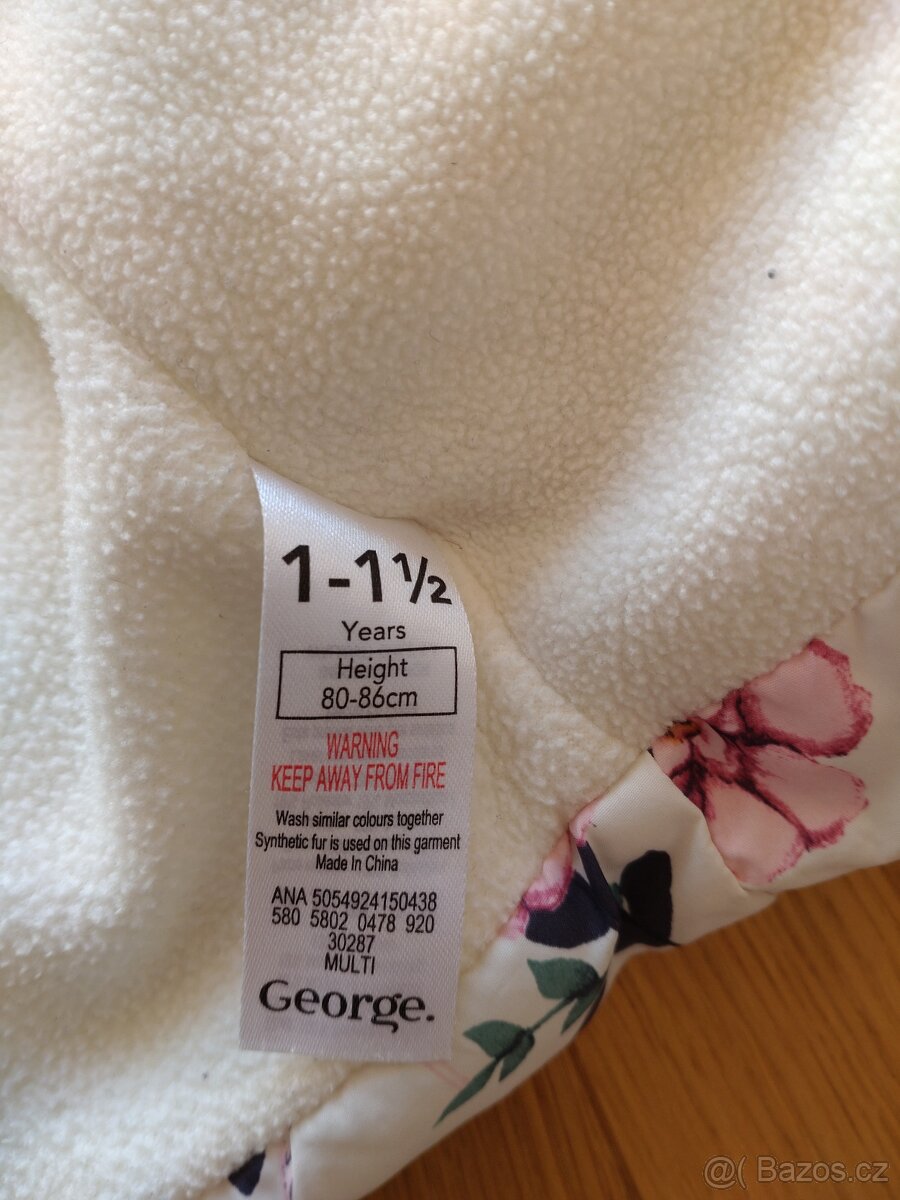 1-1½
Years
Height
80-86cm
WARNING
KEEP AWAY FROM FIRE
Wash similar colours together
Synthetic fur is used on this garment
Made In China
ANA 5054924150438
580 5802 0478 920
30287
MULTI
George.
@( Bazos.cz